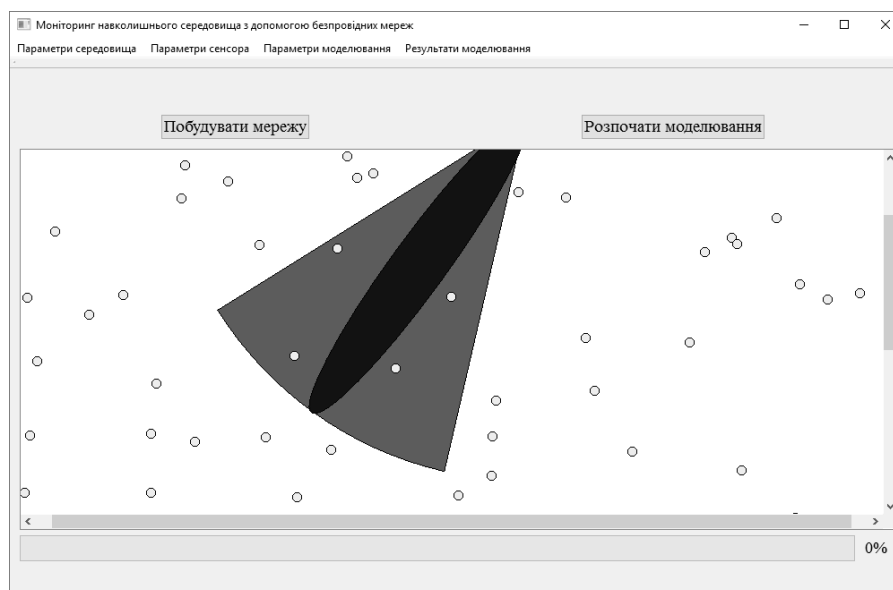 Моніторинг навколишнього середовища з допомогою безпровідних мереж
Параметри середовища Параметри сенсора Параметри моделювання Результати моделювання
Побудувати мережу Розпочати моделювання
0%